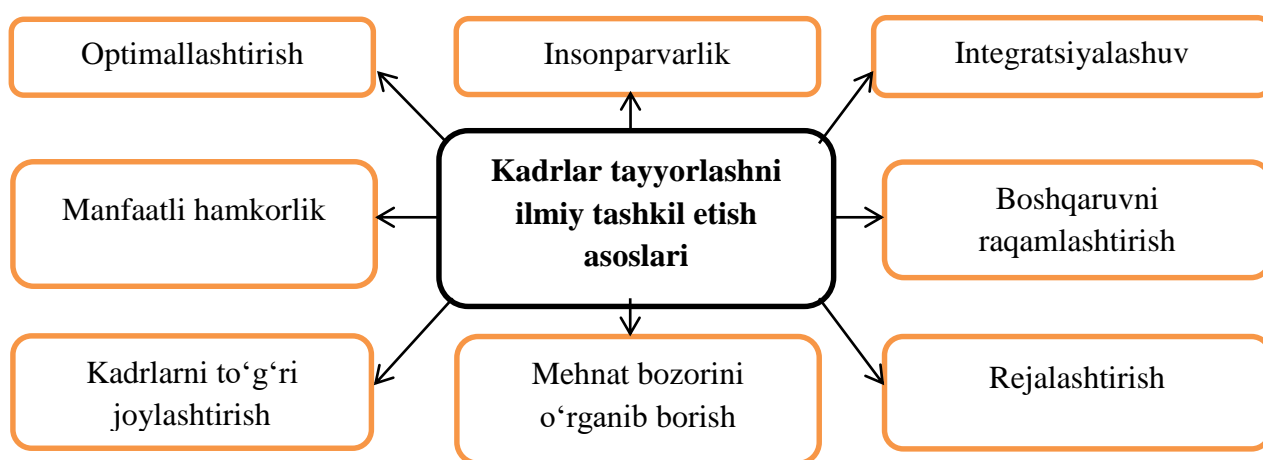 Optimallashtirish
Insonparvarlik
Integratsiyalashuv
Kadrlar tayyorlashni
ilmiy tashkil etish
asoslari
Manfaatli hamkorlik
Boshqaruvni
raqamlashtirish
Kadrlarni to‘g‘ri
joylashtirish
Mehnat bozorini
o‘rganib borish
Rejalashtirish